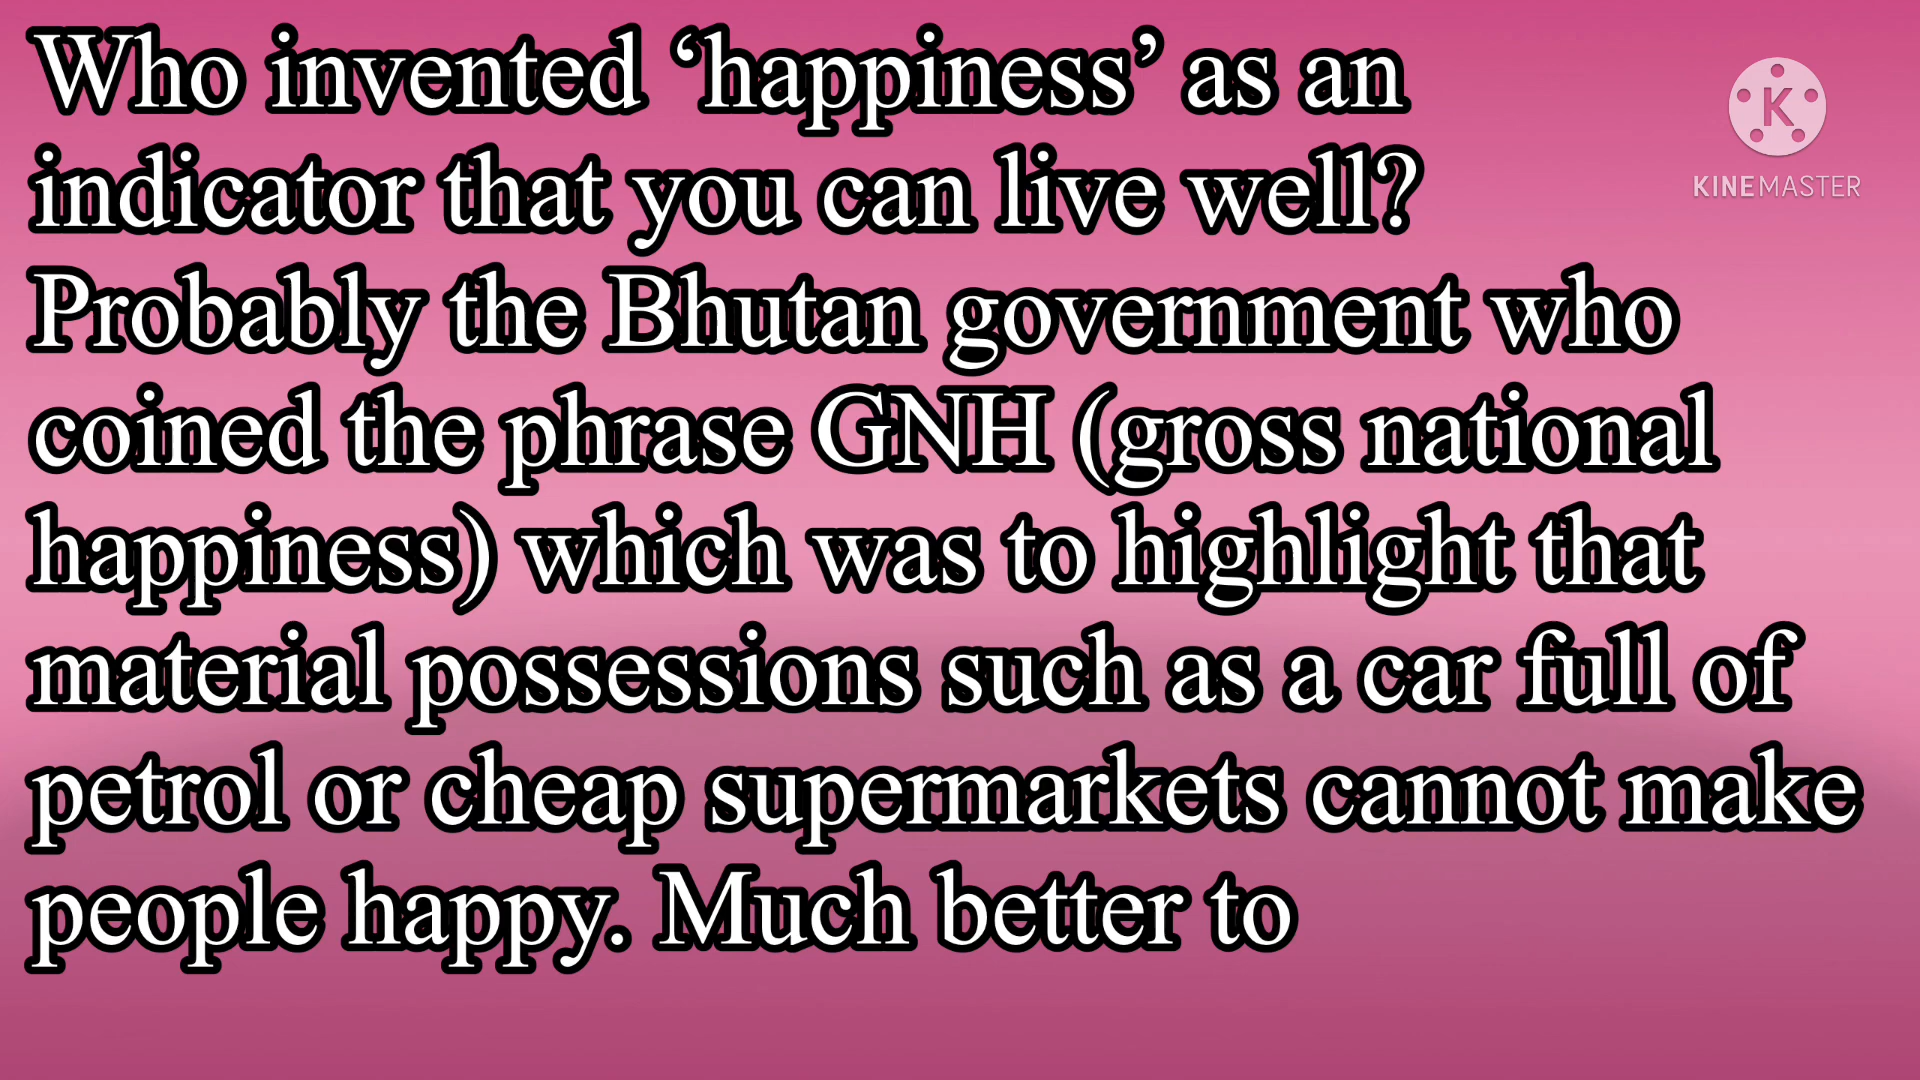 Who invented ‘happiness’ as an
indicator that you can live well?
Probably the Bhutan government who
coined the phrase GNH (gross national
happiness) which was to highlight that
material possessions such as a car full of
petrol or cheap supermarkets cannot make
people happy. Much better to
K
KINEMASTER